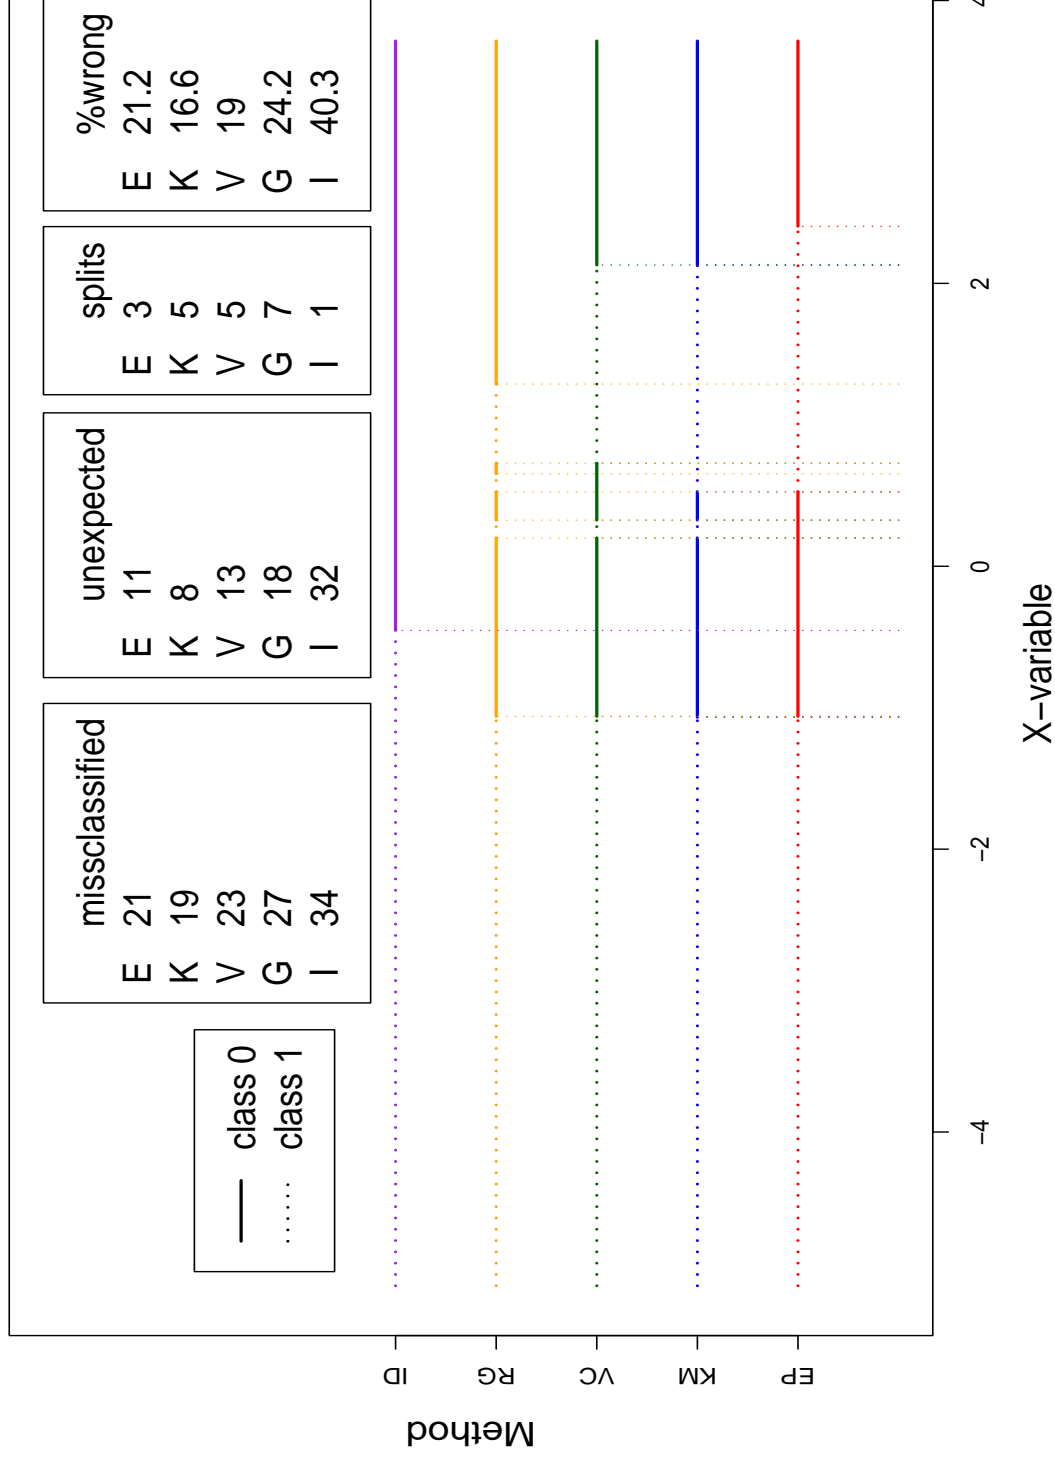 missclassified
E 21
K 19
V 23
G 27
I 34
unexpected
E 11
K 8
V 13
G 18
I 32
splits
E 3
K 5
V 5
G 7
I 1
%wrong
E 21.2
K 16.6
V 19
G 24.2
I 40.3
class 0
class 1
Method
ID
RG
VC
KM
EP
−4
−2
0
2
4
X−variable